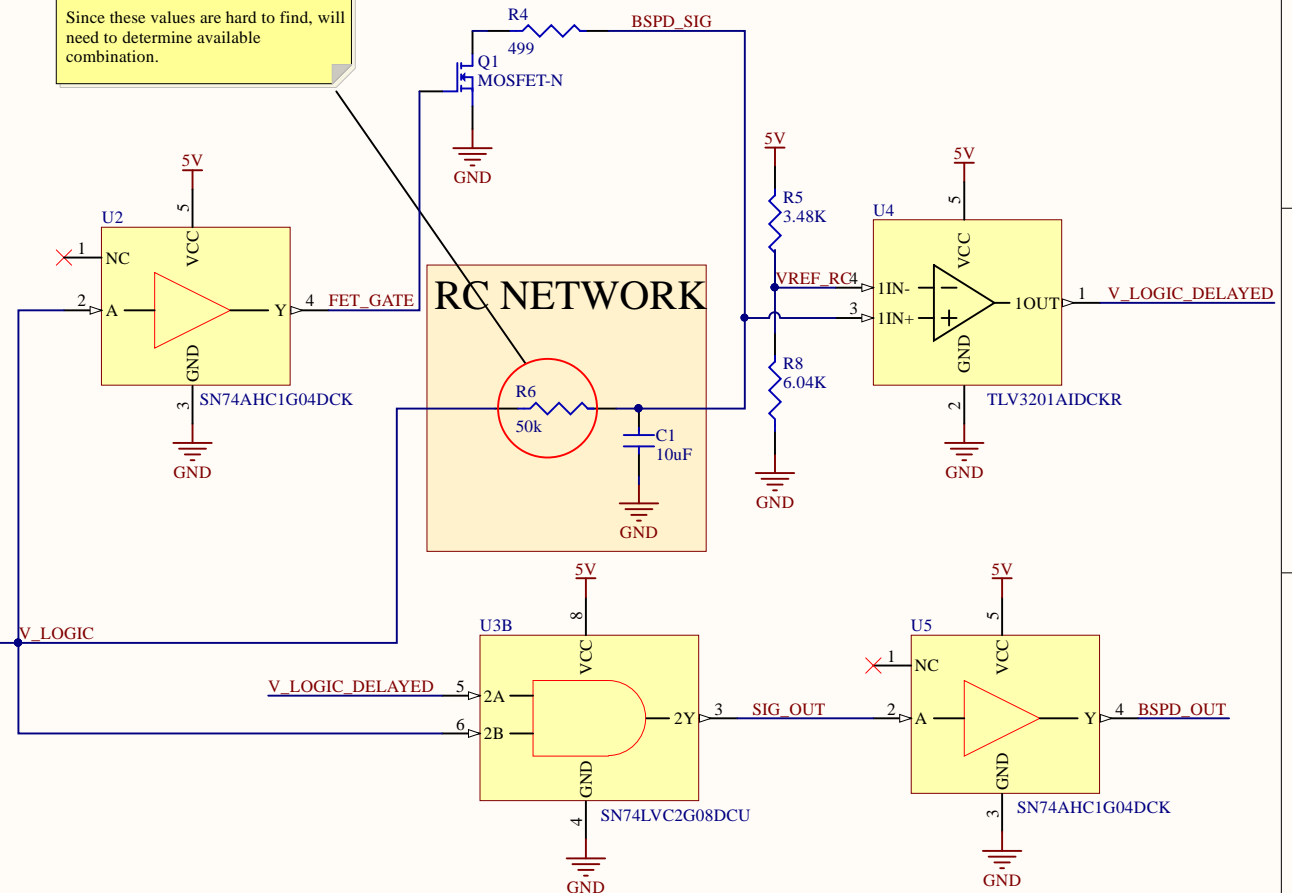 Since these values are hard to find, will
need to determine available
combination.
R4
499
BSPD_SIG
Q1
MOSFET-N
GND
5V
5
U2
VCC
1
NC
2
A
Y
4
FET_GATE
GND
3
SN74AHC1G04DCK
GND
RC NETWORK
R6
50k
C1
10uF
GND
5V
R5
3.48K
VREF_RC
R8
6.04K
GND
5V
5
U4
VCC
4
1IN-
3
1IN+
1OUT
1
V_LOGIC_DELAYED
GND
2
TLV3201AIDCKR
GND
V_LOGIC
5V
8
U3B
VCC
V_LOGIC_DELAYED
5
2A
6
2B
2Y
3
SIG_OUT
GND
4
SN74LVC2G08DCU
GND
5V
5
U5
VCC
1
NC
2
A
Y
4
BSPD_OUT
GND
3
SN74AHC1G04DCK
GND